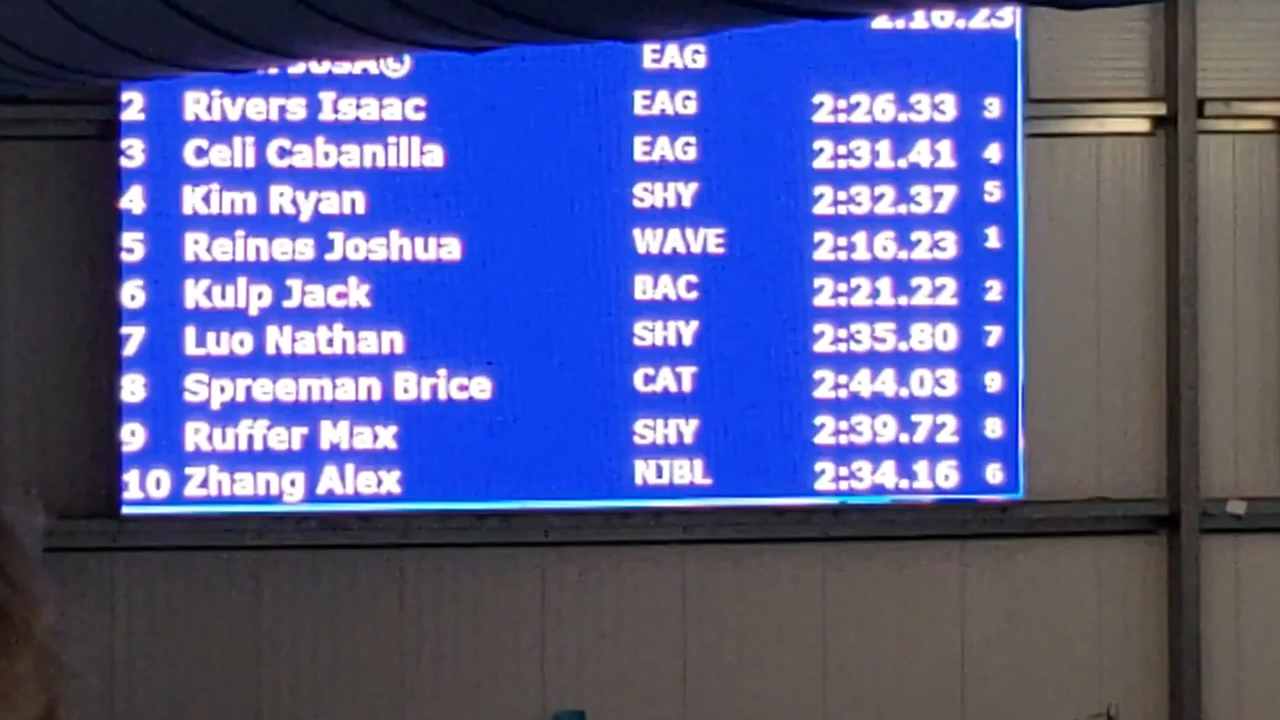 2:16.23
EAG
2 Rivers Isaac EAG 2:26.33 3
3 Celi Cabanilla EAG 2:31.41 4
4 Kim Ryan SHY 2:32.37 5
5 Reines Joshua WAVE 2:16.23 1
6 Kulp Jack BAC 2:21.22 2
7 Luo Nathan SHY 2:35.80 7
8 Spreeman Brice CAT 2:44.03 9
9 Ruffer Max SHY 2:39.72 8
10 Zhang Alex NJBL 2:34.16 6